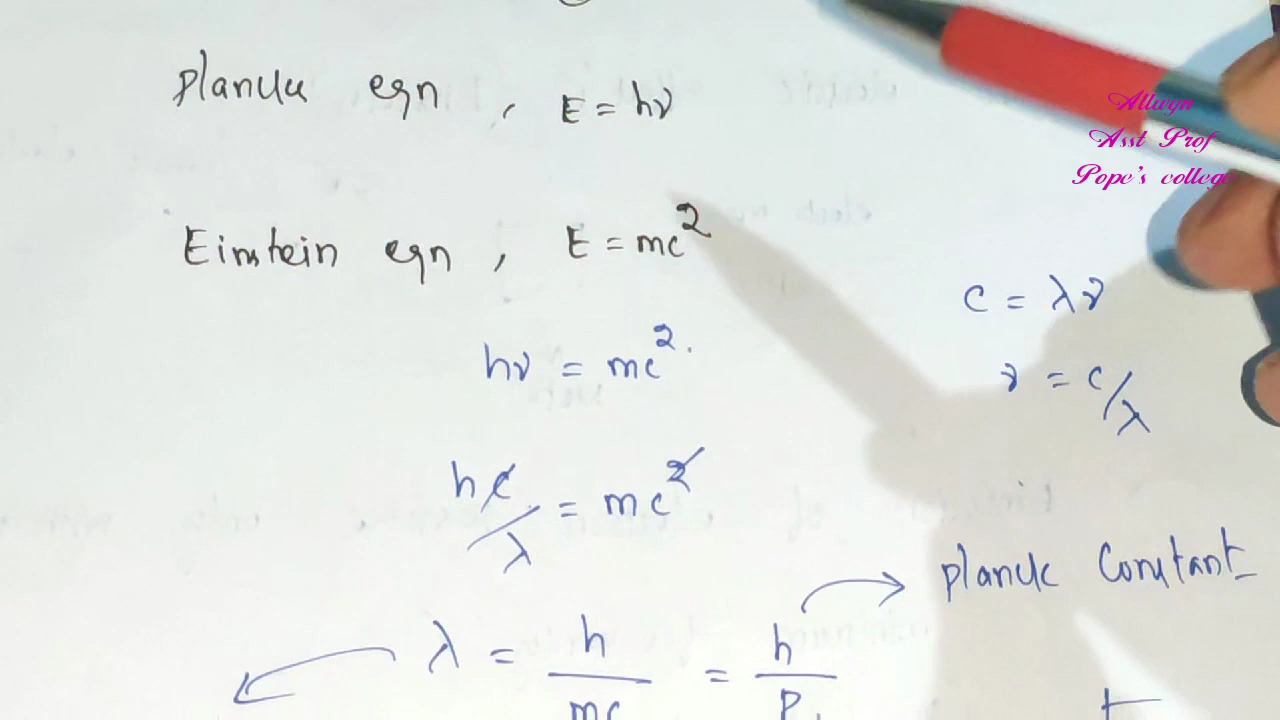 Planck eqn , E = hν
Allwyn
Asst Prof
Pope's college
Einstein eqn , E = mc²
c = λν
hν = mc².
ν = c/λ
hc/λ = mc²
Planck Constant
λ = h/mc = h/P